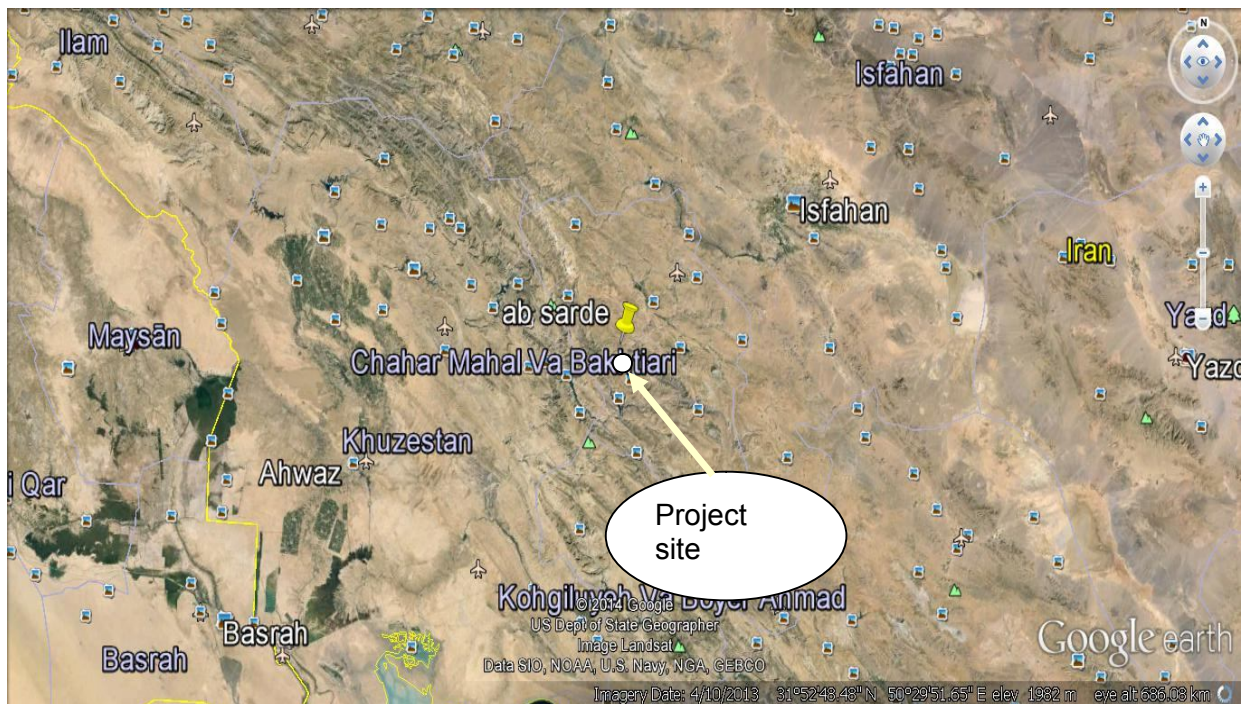 N
Ilam
Isfahan
Isfahan
Iran
ab sarde
Maysān
Yazd
Chahar Mahal Va Bakhtiari
Yazd
Khuzestan
Ahwaz
i Qar
Project
site
Kohgiluyeh Va Boyer Ahmad
©2014 Google
US Dept of State Geographer
Image Landsat
Data SIO, NOAA, U.S. Navy, NGA, GEBCO
Basrah
Basrah
Google earth
Imagery Date: 4/10/2013 31°52'48.48" N 50°29'51.65" E elev 1982 m eye alt 686.08 km